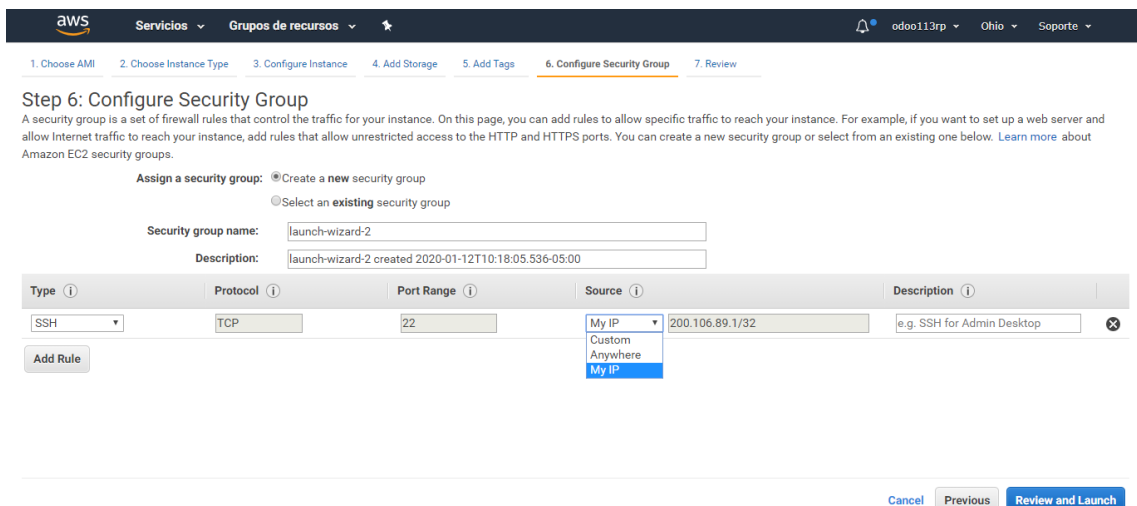 aws Servicios Grupos de recursos odoo113rp Ohio Soporte
1. Choose AMI 2. Choose Instance Type 3. Configure Instance 4. Add Storage 5. Add Tags 6. Configure Security Group 7. Review
Step 6: Configure Security Group
A security group is a set of firewall rules that control the traffic for your instance. On this page, you can add rules to allow specific traffic to reach your instance. For example, if you want to set up a web server and
allow Internet traffic to reach your instance, add rules that allow unrestricted access to the HTTP and HTTPS ports. You can create a new security group or select from an existing one below. Learn more about
Amazon EC2 security groups.
Assign a security group: Create a new security group
Select an existing security group
Security group name: launch-wizard-2
Description: launch-wizard-2 created 2020-01-12T10:18:05.536-05:00
Type i Protocol i Port Range i Source i Description i
SSH TCP 22 My IP 200.106.89.1/32 e.g. SSH for Admin Desktop
Custom
Anywhere
My IP
Add Rule
Cancel Previous Review and Launch